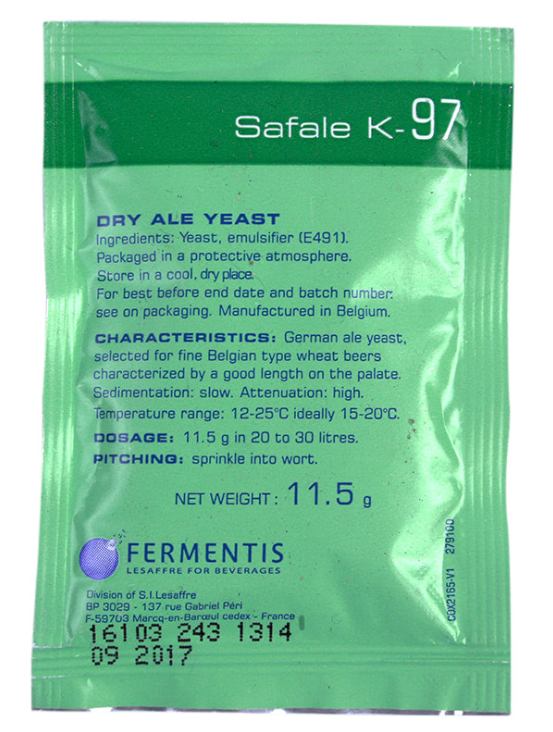 Safale K-97
DRY ALE YEAST
Ingredients: Yeast, emulsifier (E491).
Packaged in a protective atmosphere.
Store in a cool, dry place.
For best before end date and batch number:
see on packaging. Manufactured in Belgium.
CHARACTERISTICS: German ale yeast,
selected for fine Belgian type wheat beers
characterized by a good length on the palate.
Sedimentation: slow. Attenuation: high.
Temperature range: 12-25°C ideally 15-20°C.
DOSAGE: 11.5 g in 20 to 30 litres.
PITCHING: sprinkle into wort.
NET WEIGHT : 11.5 g
FERMENTIS
LESAFFRE FOR BEVERAGES
Division of S.I.Lesaffre
BP 3029 - 137 rue Gabriel Péri
F-59703 Marcq-en-Barœul cedex - France
16103 243 1314
09 2017
279100